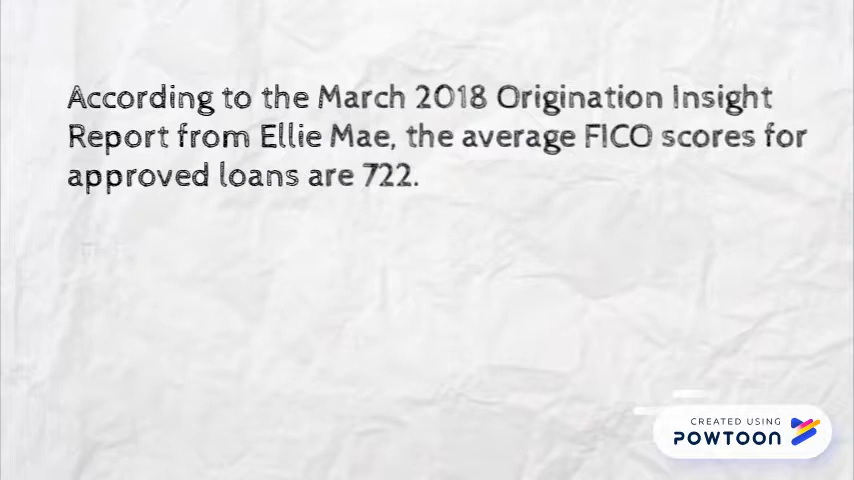 According to the March 2018 Origination Insight
Report from Ellie Mae, the average FICO scores for
approved loans are 722.
CREATED USING
POWTOON